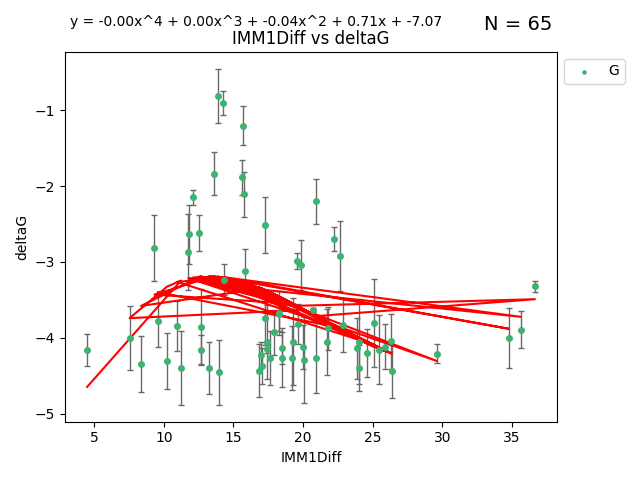 y = -0.00x^4 + 0.00x^3 + -0.04x^2 + 0.71x + -7.07
N = 65
IMM1Diff vs deltaG
G
−1
−2
−3
−4
−5
deltaG
5 10 15 20 25 30 35
IMM1Diff